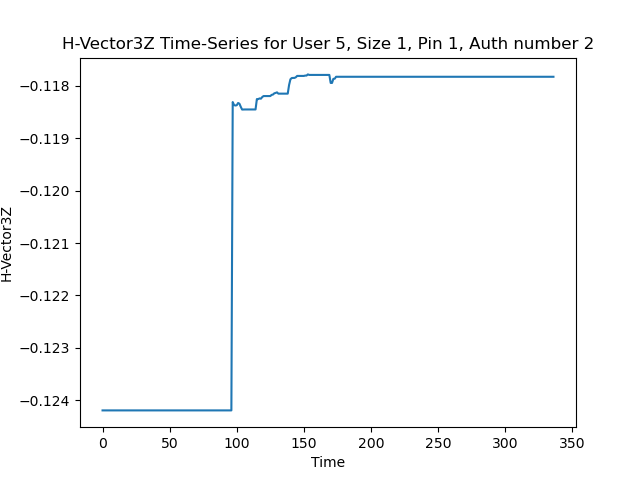 H-Vector3Z Time-Series for User 5, Size 1, Pin 1, Auth number 2
−0.118
−0.119
−0.120
−0.121
−0.122
−0.123
−0.124
H-Vector3Z
0 50 100 150 200 250 300 350
Time